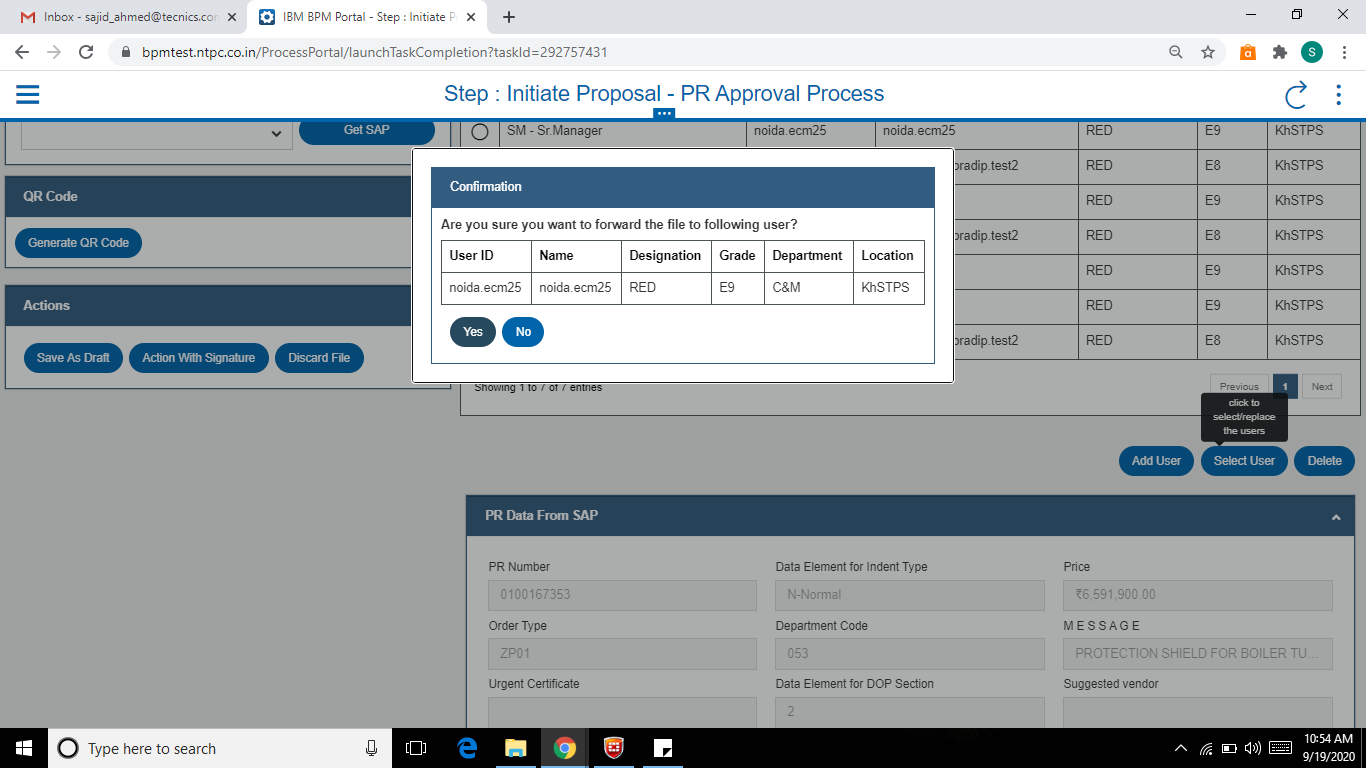 Inbox - sajid_ahmed@tecnics.con
IBM BPM Portal - Step : Initiate P
bpmtest.ntpc.co.in/ProcessPortal/launchTaskCompletion?taskId=292757431
S
Step : Initiate Proposal - PR Approval Process
Get SAP
SM - Sr.Manager noida.ecm25 noida.ecm25 RED E9 KhSTPS
pradip.test2 RED E8 KhSTPS
RED E9 KhSTPS
pradip.test2 RED E8 KhSTPS
RED E9 KhSTPS
RED E9 KhSTPS
pradip.test2 RED E8 KhSTPS
QR Code
Generate QR Code
Actions
Save As Draft Action With Signature Discard File
Confirmation
Are you sure you want to forward the file to following user?
User ID Name Designation Grade Department Location
noida.ecm25 noida.ecm25 RED E9 C&M KhSTPS
Yes No
Showing 1 to 7 of 7 entries
Previous 1 Next
click to
select/replace
the users
Add User Select User Delete
PR Data From SAP
PR Number Data Element for Indent Type Price
0100167353 N-Normal ₹6,591,900.00
Order Type Department Code M E S S A G E
ZP01 053 PROTECTION SHIELD FOR BOILER TU...
Urgent Certificate Data Element for DOP Section Suggested vendor
2
Type here to search
10:54 AM
9/19/2020